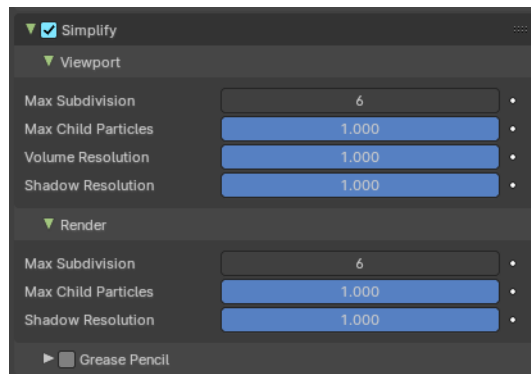 Simplify
Viewport
Max Subdivision 6
Max Child Particles 1.000
Volume Resolution 1.000
Shadow Resolution 1.000
Render
Max Subdivision 6
Max Child Particles 1.000
Shadow Resolution 1.000
Grease Pencil